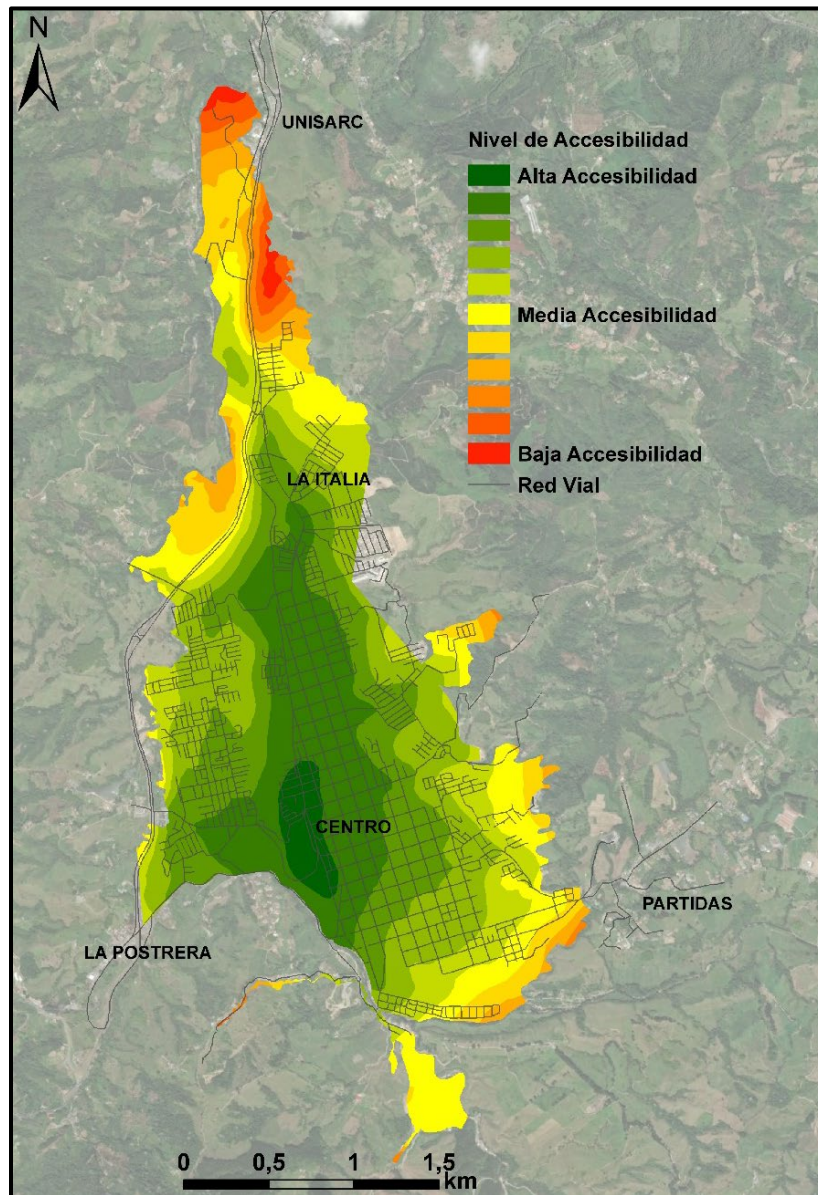 N
UNISARC
Nivel de Accesibilidad
Alta Accesibilidad
Media Accesibilidad
Baja Accesibilidad
Red Vial
LA ITALIA
CENTRO
PARTIDAS
LA POSTRERA
0 0,5 1 1,5
km